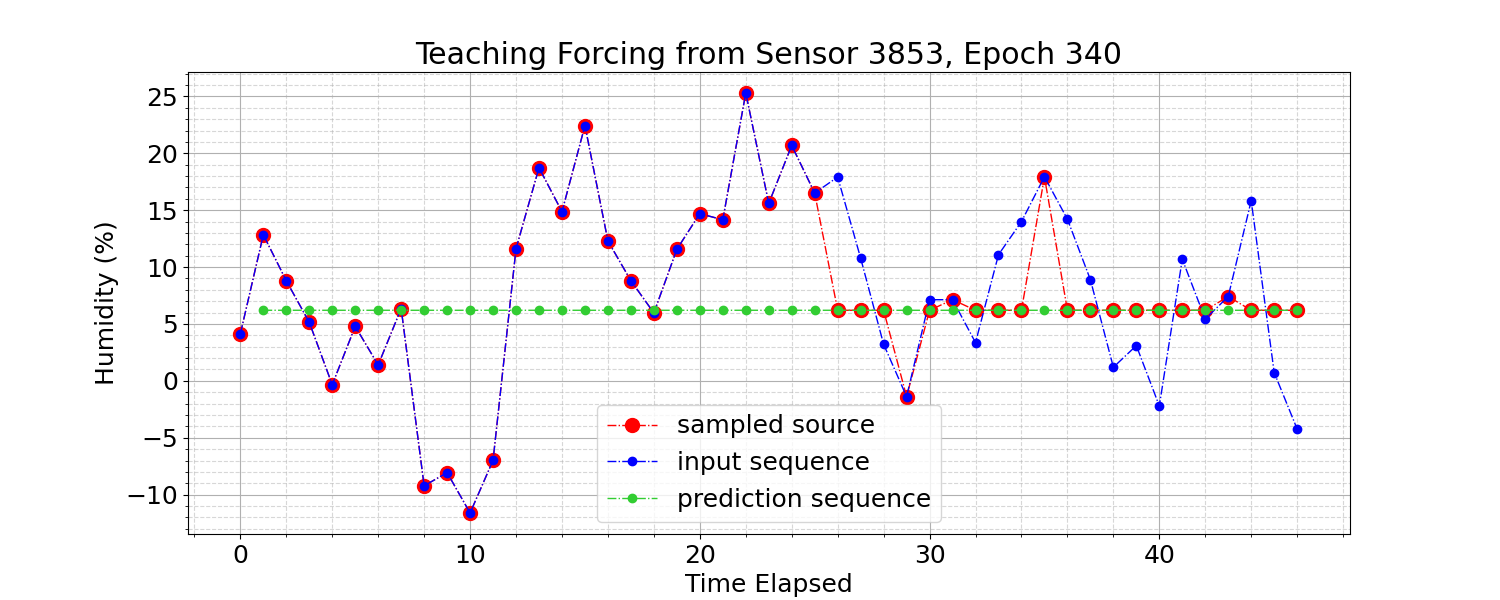 Teaching Forcing from Sensor 3853, Epoch 340
Humidity (%)
25
20
15
10
5
0
−5
−10
sampled source
input sequence
prediction sequence
0 10 20 30 40
Time Elapsed